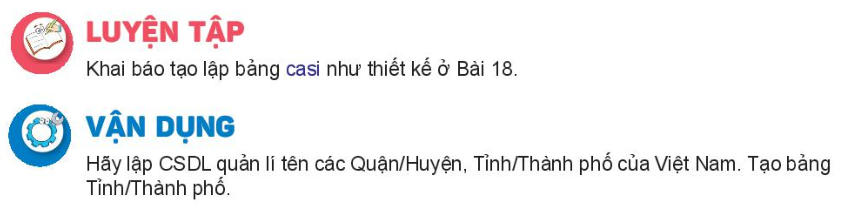 LUYỆN TẬP
Khai báo tạo lập bảng casi như thiết kế ở Bài 18.
VẬN DỤNG
Hãy lập CSDL quản lí tên các Quận/Huyện, Tỉnh/Thành phố của Việt Nam. Tạo bảng
Tỉnh/Thành phố.